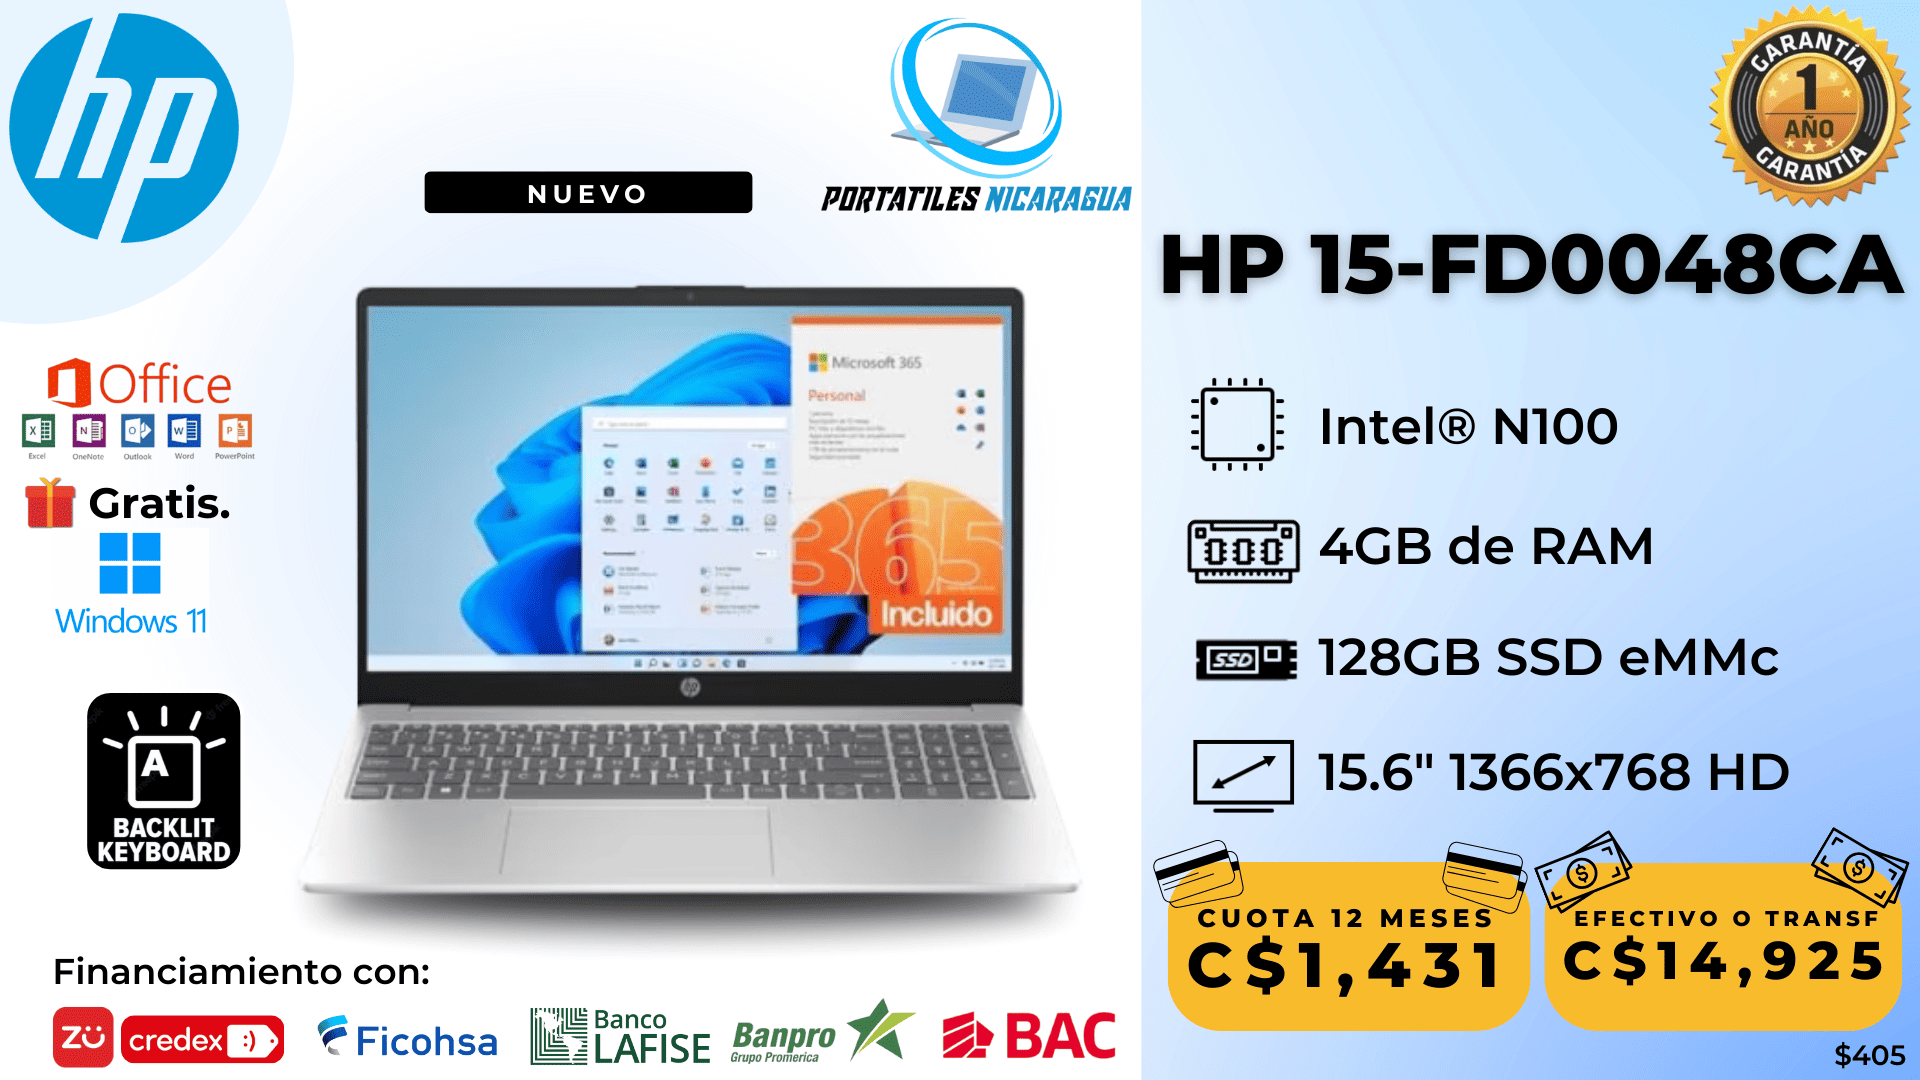 hp
NUEVO
PORTATILES NICARAGUA
GARANTÍA
1
AÑO
GARANTÍA
HP 15-FD0048CA
Office
Excel
OneNote
Outlook
Word
PowerPoint
Gratis.
Windows 11
Microsoft 365
Personal
365
Incluido
hp
A
BACKLIT
KEYBOARD
Intel® N100
4GB de RAM
SSD
128GB SSD eMMc
15.6" 1366x768 HD
CUOTA 12 MESES
C$1,431
EFECTIVO O TRANSF
C$14,925
$405
Financiamiento con:
ZU
credex
Ficohsa
Banco
LAFISE
Banpro
Grupo Promerica
BAC